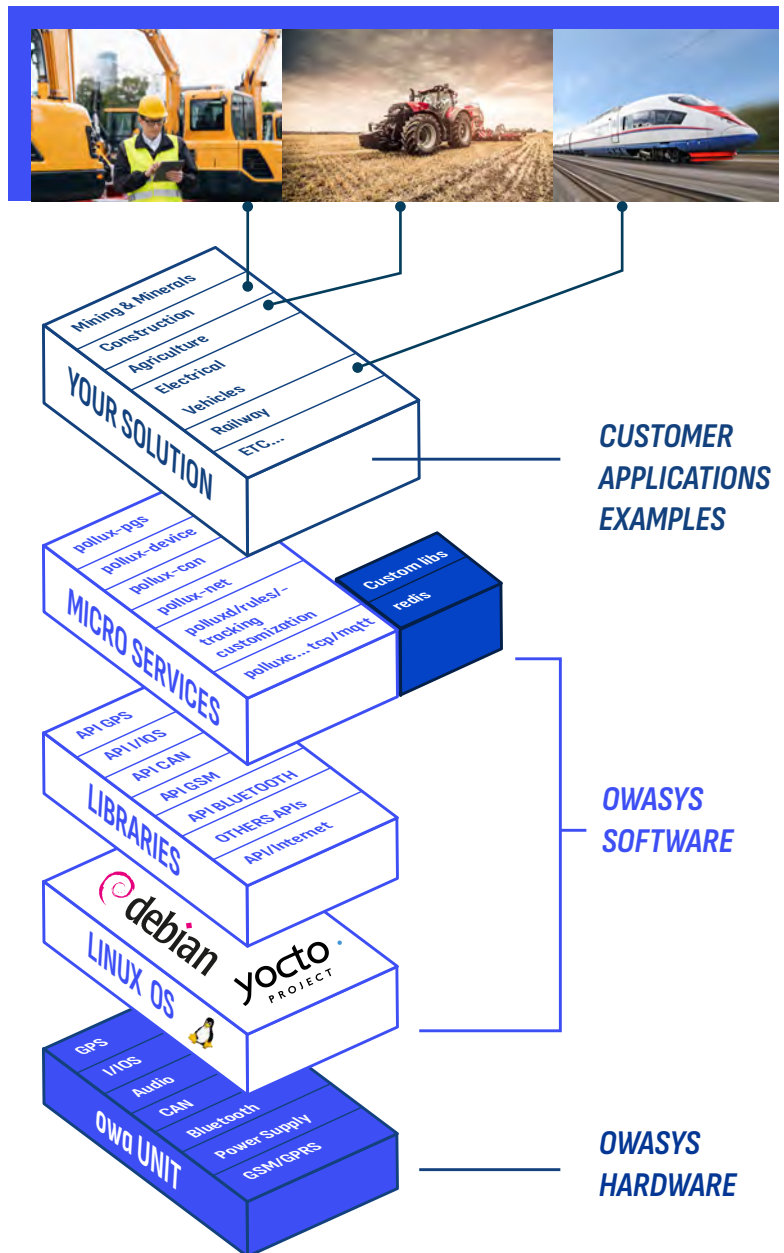 Mining & Minerals
Construction
Agriculture
Electrical
Vehicles
Railway
ETC...
YOUR SOLUTION
CUSTOMER
APPLICATIONS
EXAMPLES
pollux-pgs
pollux-device
pollux-can
pollux-net
polluxd/rules/-
tracking
customization
polluxc... tcp/mqtt
MICRO SERVICES
Custom libs
redis
API GPS
API I/IOS
API CAN
API GSM
API BLUETOOTH
OTHERS APIs
API/Internet
LIBRARIES
OWASYS
SOFTWARE
debian
yocto
PROJECT
LINUX OS
GPS
I/IOS
Audio
CAN
Bluetooth
Power Supply
GSM/GPRS
owa UNIT
OWASYS
HARDWARE